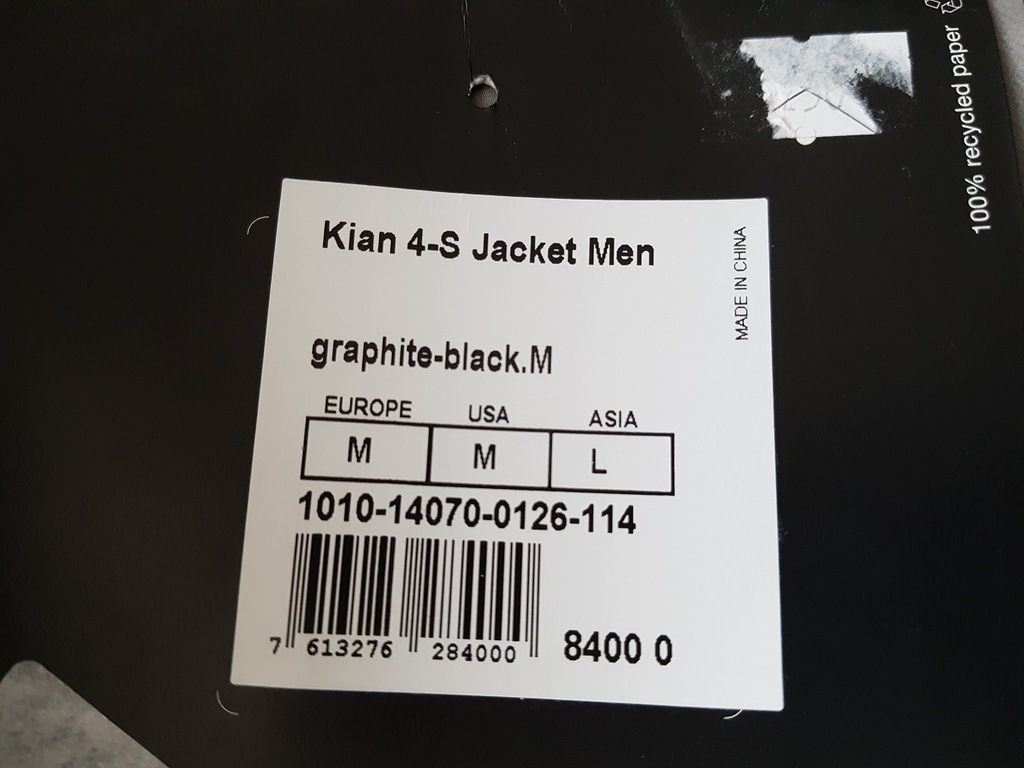 100% recycled paper
Kian 4-S Jacket Men
MADE IN CHINA
graphite-black.M
EUROPE USA ASIA
M M L
1010-14070-0126-114
7 613276 284000 8400 0